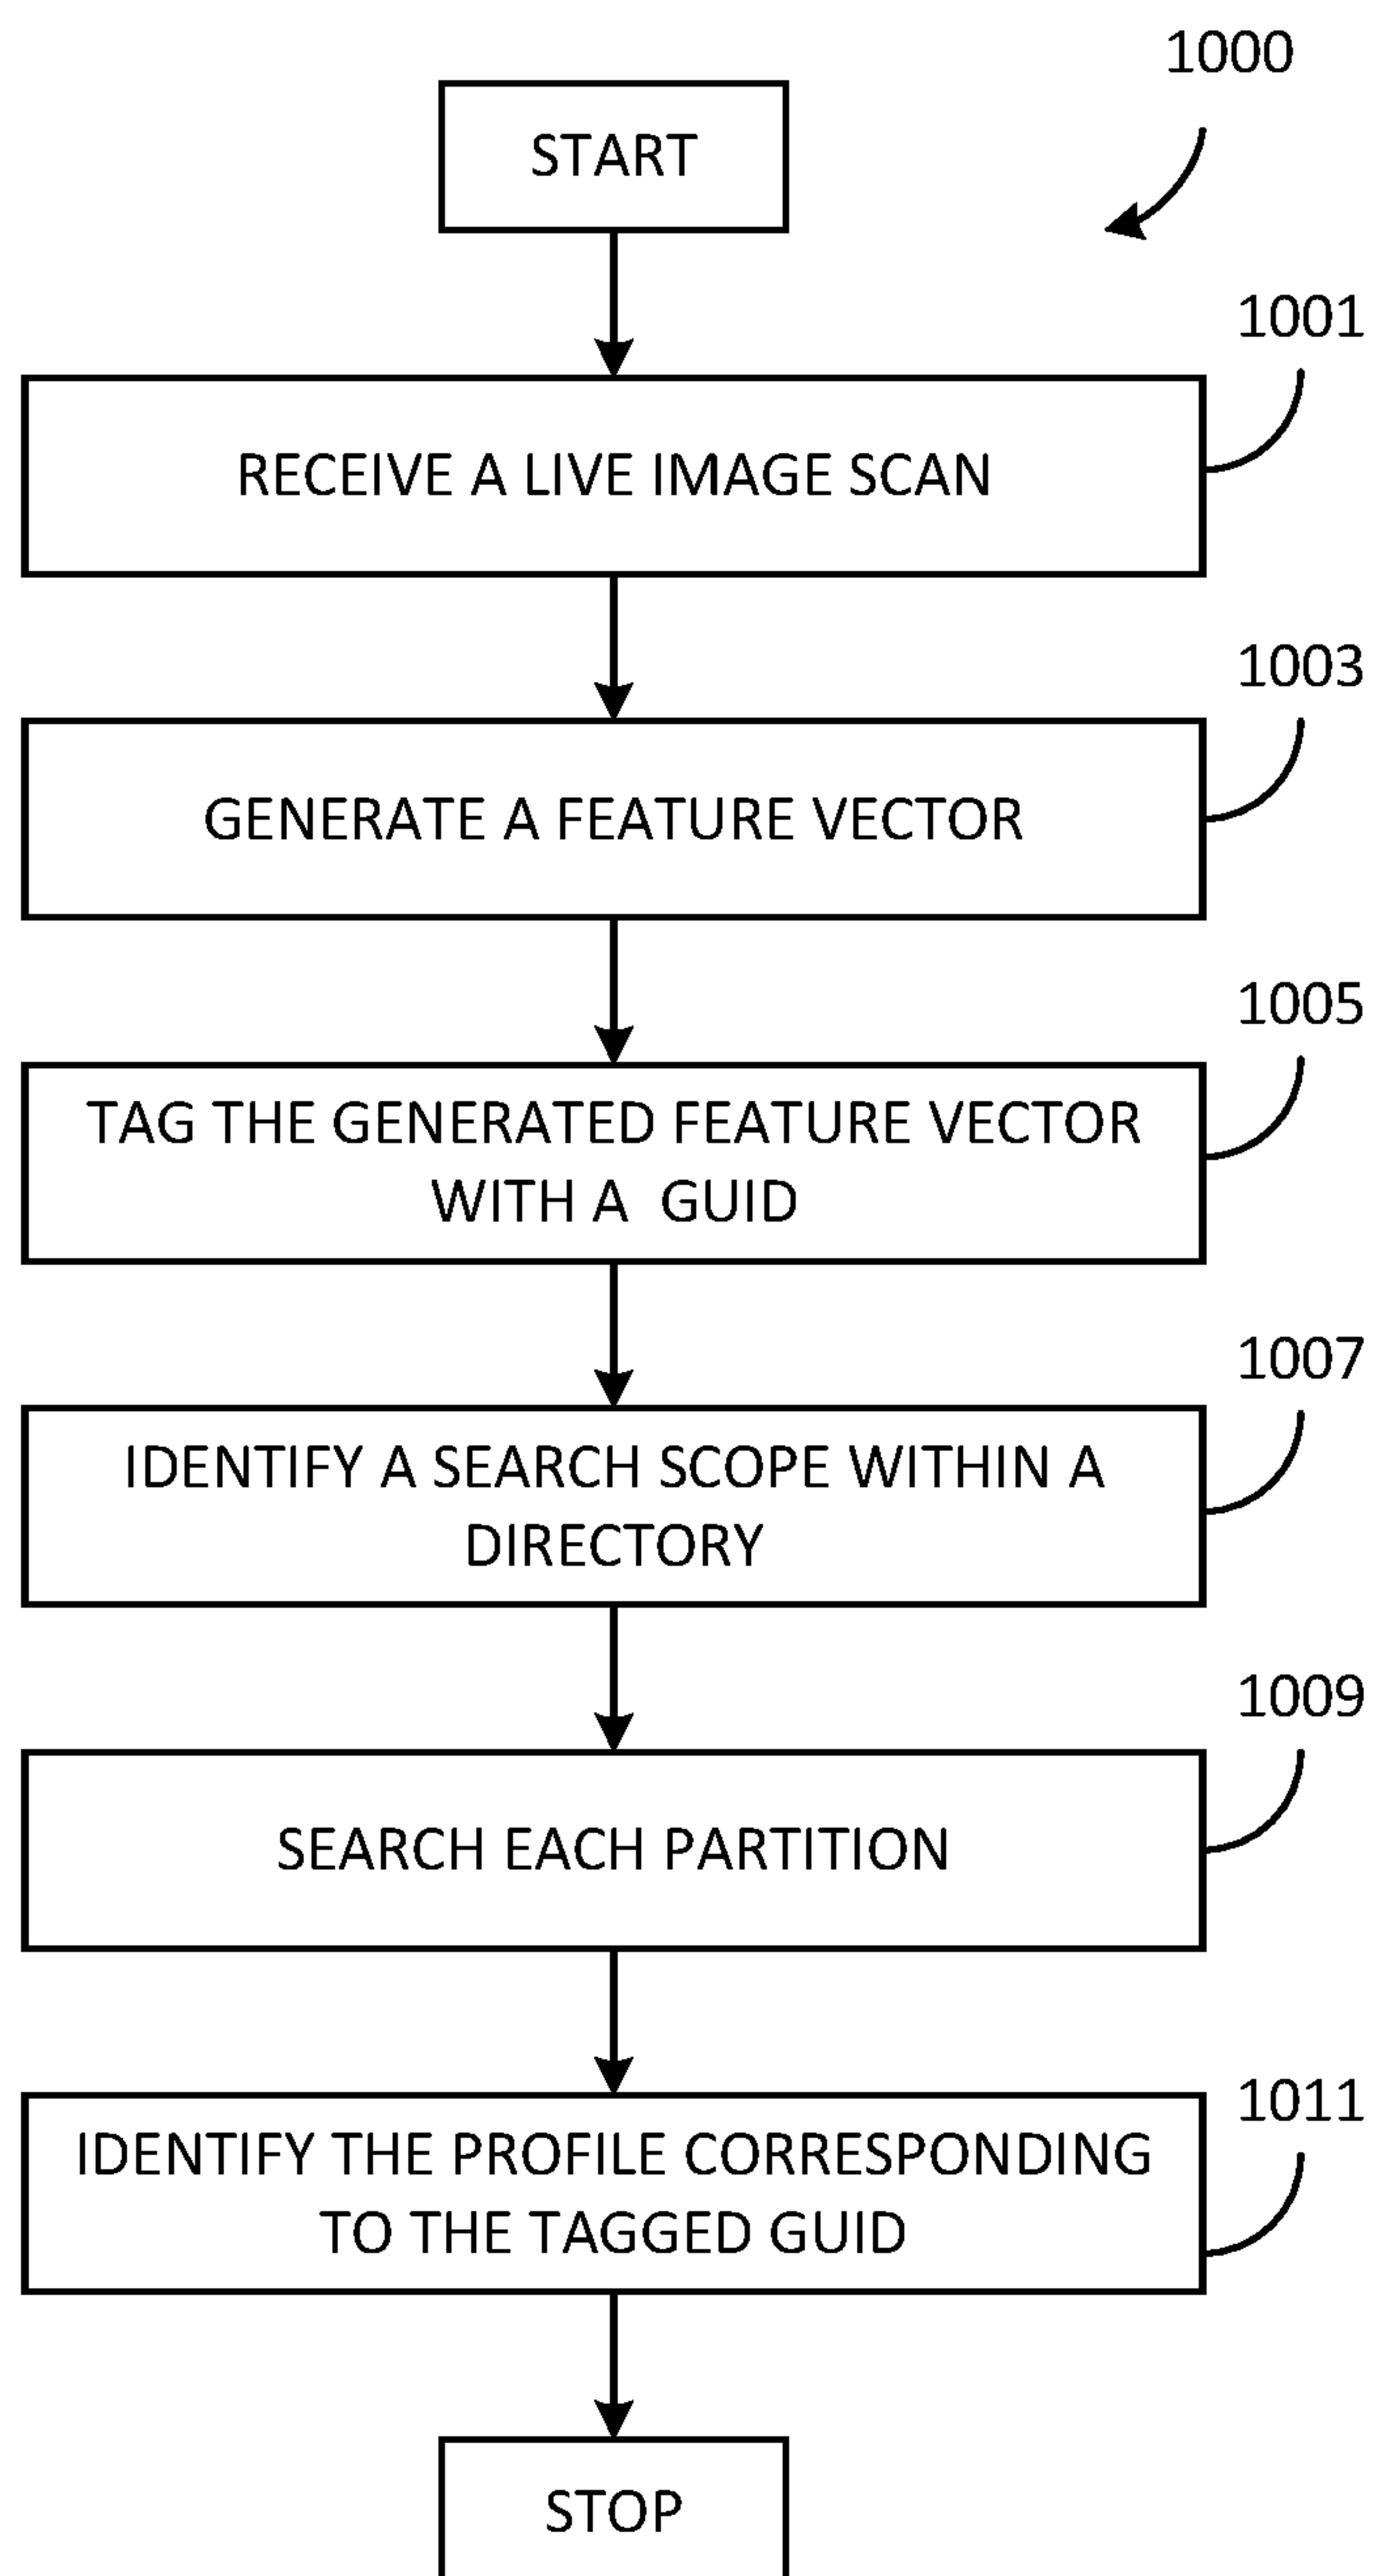 1000
START
1001
RECEIVE A LIVE IMAGE SCAN
1003
GENERATE A FEATURE VECTOR
1005
TAG THE GENERATED FEATURE VECTOR
WITH A  GUID
1007
IDENTIFY A SEARCH SCOPE WITHIN A
DIRECTORY
1009
SEARCH EACH PARTITION
1011
IDENTIFY THE PROFILE CORRESPONDING
TO THE TAGGED GUID
STOP